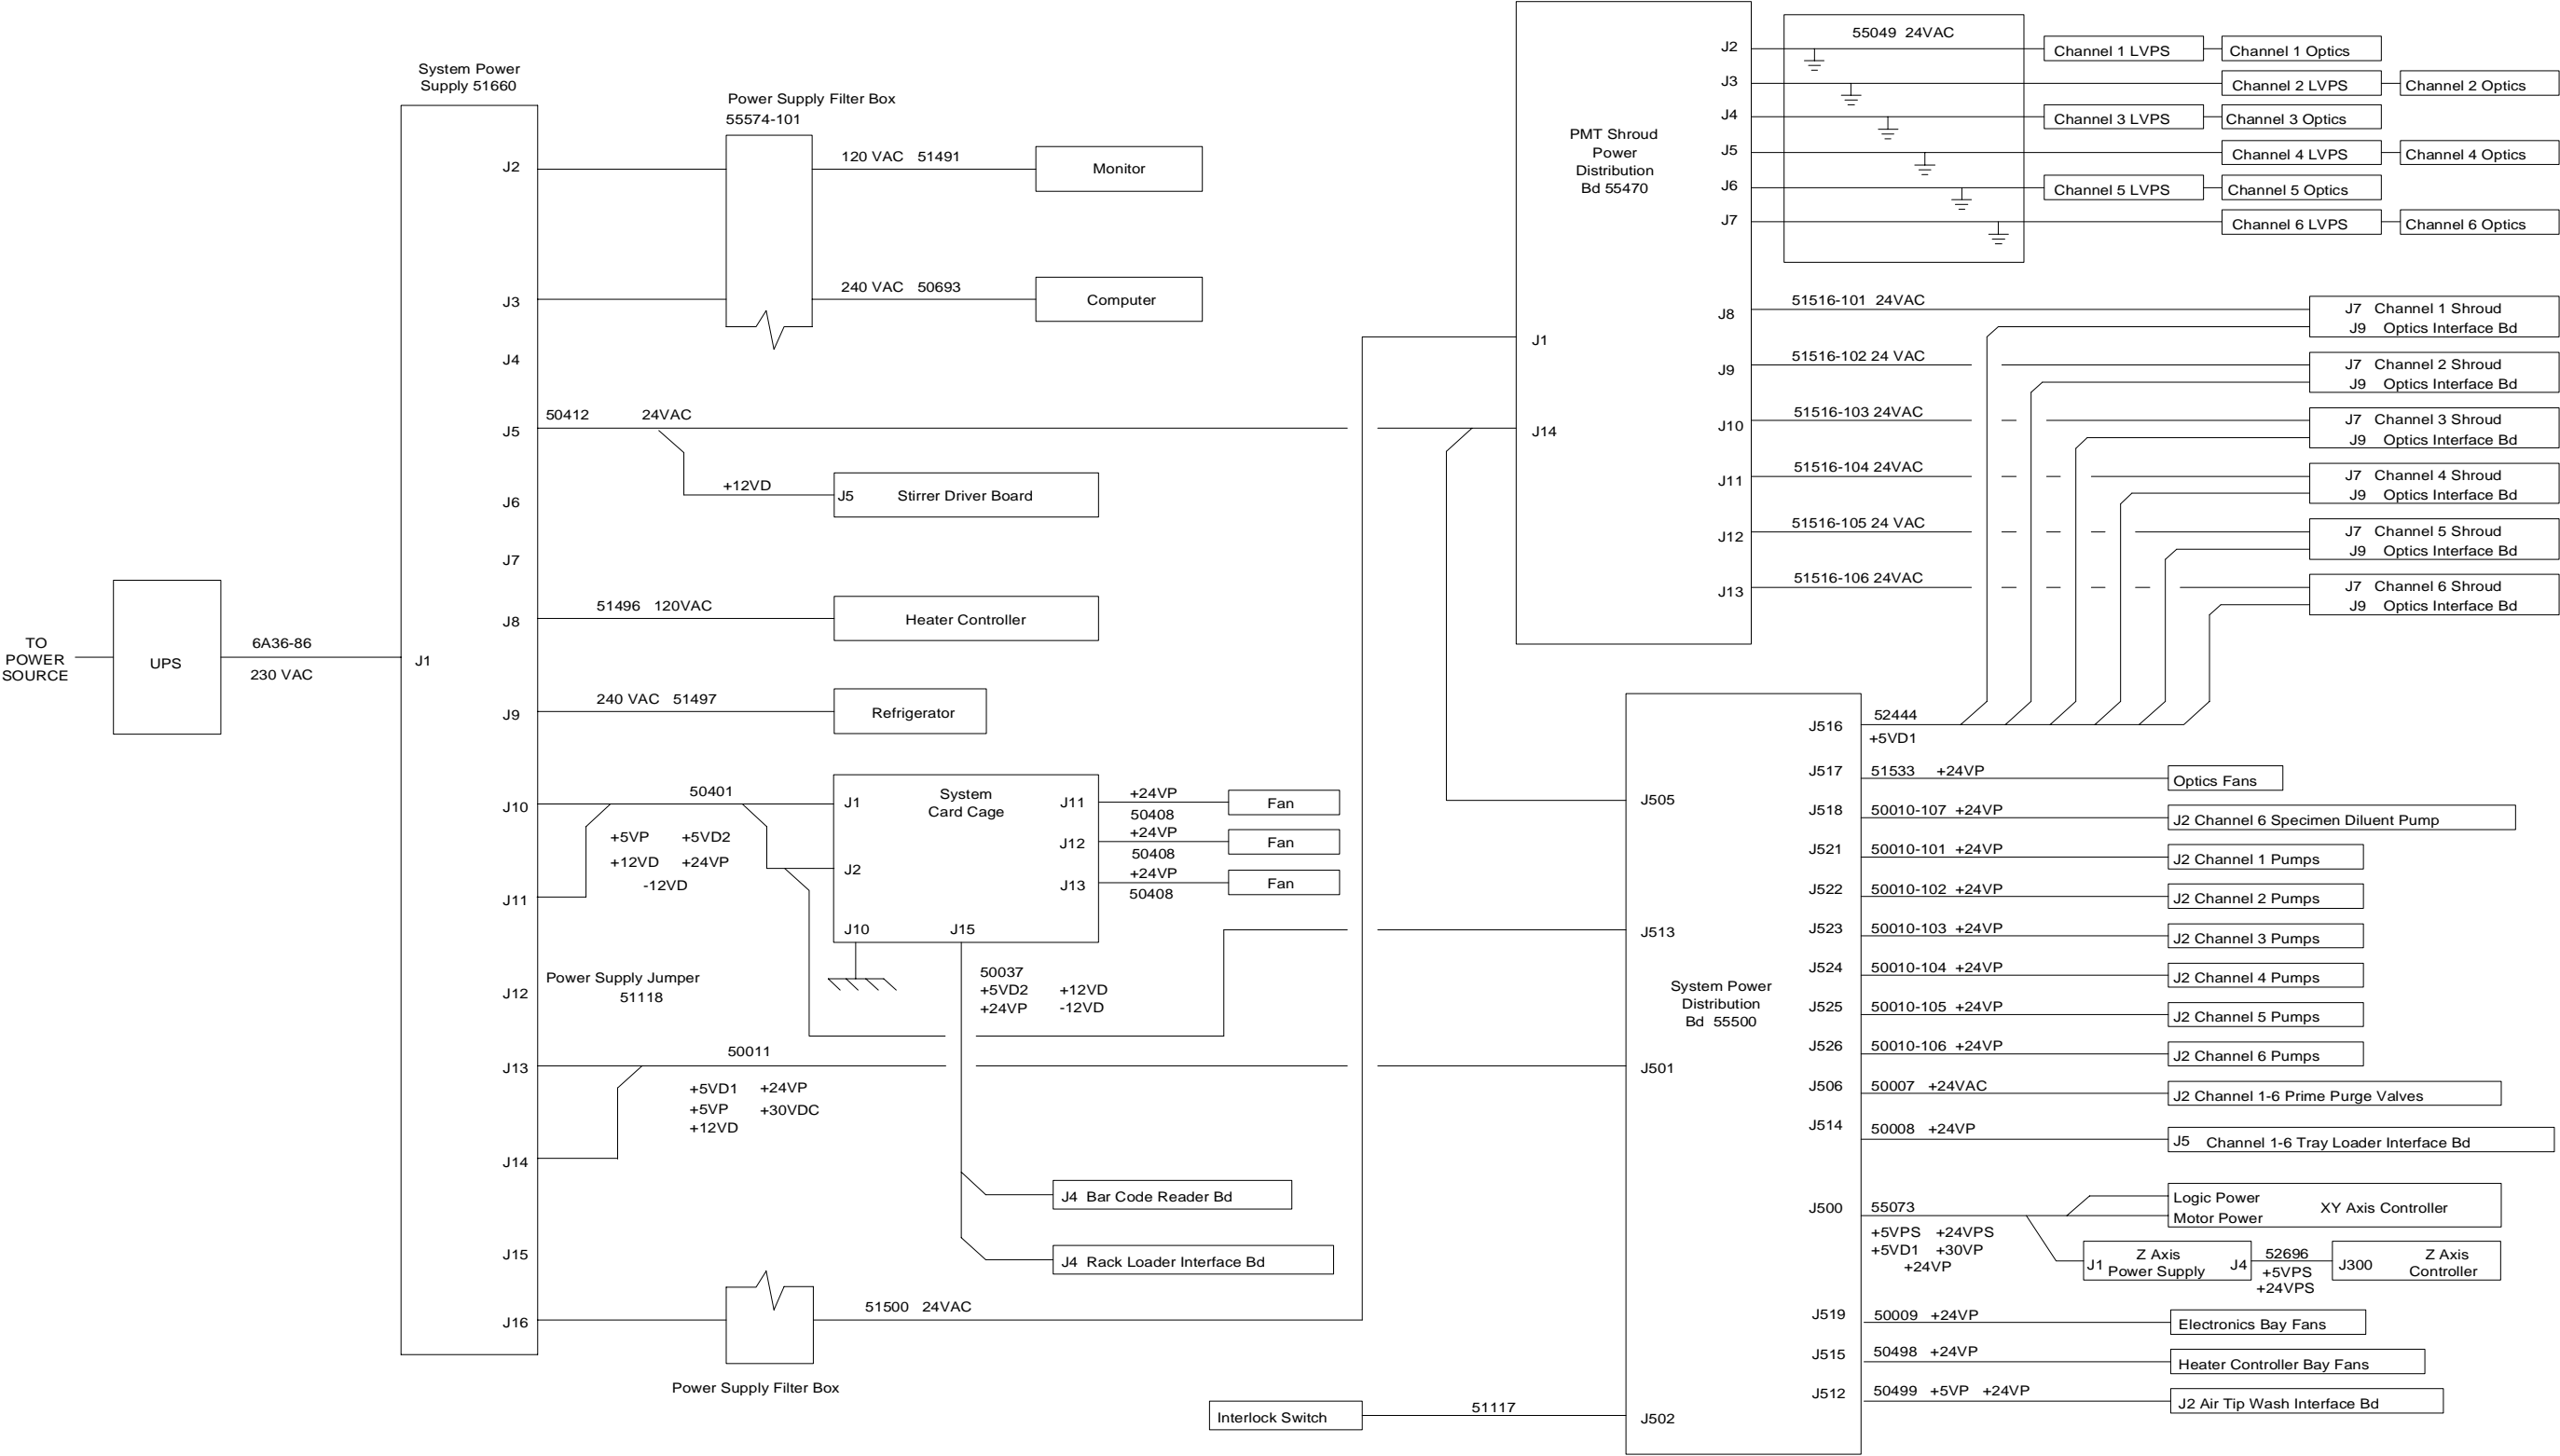 TO
POWER
SOURCE
UPS
6A36-86
230 VAC
System Power
Supply 51660
J1
J2
J3
J4
J5
J6
J7
J8
J9
J10
J11
J12
J13
J14
J15
J16
Power Supply Filter Box
55574-101
120 VAC 51491
Monitor
240 VAC 50693
Computer
50412 24VAC
+12VD
J5 Stirrer Driver Board
51496 120VAC
Heater Controller
240 VAC 51497
Refrigerator
50401
+5VP +5VD2
+12VD +24VP
-12VD
System
Card Cage
J1
J2
J10
J15
J11
J12
J13
+24VP
50408
Fan
+24VP
50408
Fan
+24VP
50408
Fan
Power Supply Jumper
51118
50037
+5VD2 +12VD
+24VP -12VD
50011
+5VD1 +24VP
+5VP +30VDC
+12VD
J4 Bar Code Reader Bd
J4 Rack Loader Interface Bd
51500 24VAC
Power Supply Filter Box
Interlock Switch
51117
PMT Shroud
Power
Distribution
Bd 55470
J1
J14
J2
J3
J4
J5
J6
J7
J8
J9
J10
J11
J12
J13
55049 24VAC
Channel 1 LVPS
Channel 1 Optics
Channel 2 LVPS
Channel 2 Optics
Channel 3 LVPS
Channel 3 Optics
Channel 4 LVPS
Channel 4 Optics
Channel 5 LVPS
Channel 5 Optics
Channel 6 LVPS
Channel 6 Optics
51516-101 24VAC
J7 Channel 1 Shroud
J9 Optics Interface Bd
51516-102 24 VAC
J7 Channel 2 Shroud
J9 Optics Interface Bd
51516-103 24VAC
J7 Channel 3 Shroud
J9 Optics Interface Bd
51516-104 24VAC
J7 Channel 4 Shroud
J9 Optics Interface Bd
51516-105 24 VAC
J7 Channel 5 Shroud
J9 Optics Interface Bd
51516-106 24VAC
J7 Channel 6 Shroud
J9 Optics Interface Bd
System Power
Distribution
Bd 55500
J505
J513
J501
J502
J516
52444
+5VD1
J517
51533 +24VP
Optics Fans
J518
50010-107 +24VP
J2 Channel 6 Specimen Diluent Pump
J521
50010-101 +24VP
J2 Channel 1 Pumps
J522
50010-102 +24VP
J2 Channel 2 Pumps
J523
50010-103 +24VP
J2 Channel 3 Pumps
J524
50010-104 +24VP
J2 Channel 4 Pumps
J525
50010-105 +24VP
J2 Channel 5 Pumps
J526
50010-106 +24VP
J2 Channel 6 Pumps
J506
50007 +24VAC
J2 Channel 1-6 Prime Purge Valves
J514
50008 +24VP
J5 Channel 1-6 Tray Loader Interface Bd
J500
55073
+5VPS +24VPS
+5VD1 +30VP
+24VP
Logic Power
Motor Power
XY Axis Controller
J1
Z Axis
Power Supply
J4
52696
+5VPS
+24VPS
J300
Z Axis
Controller
J519
50009 +24VP
Electronics Bay Fans
J515
50498 +24VP
Heater Controller Bay Fans
J512
50499 +5VP +24VP
J2 Air Tip Wash Interface Bd